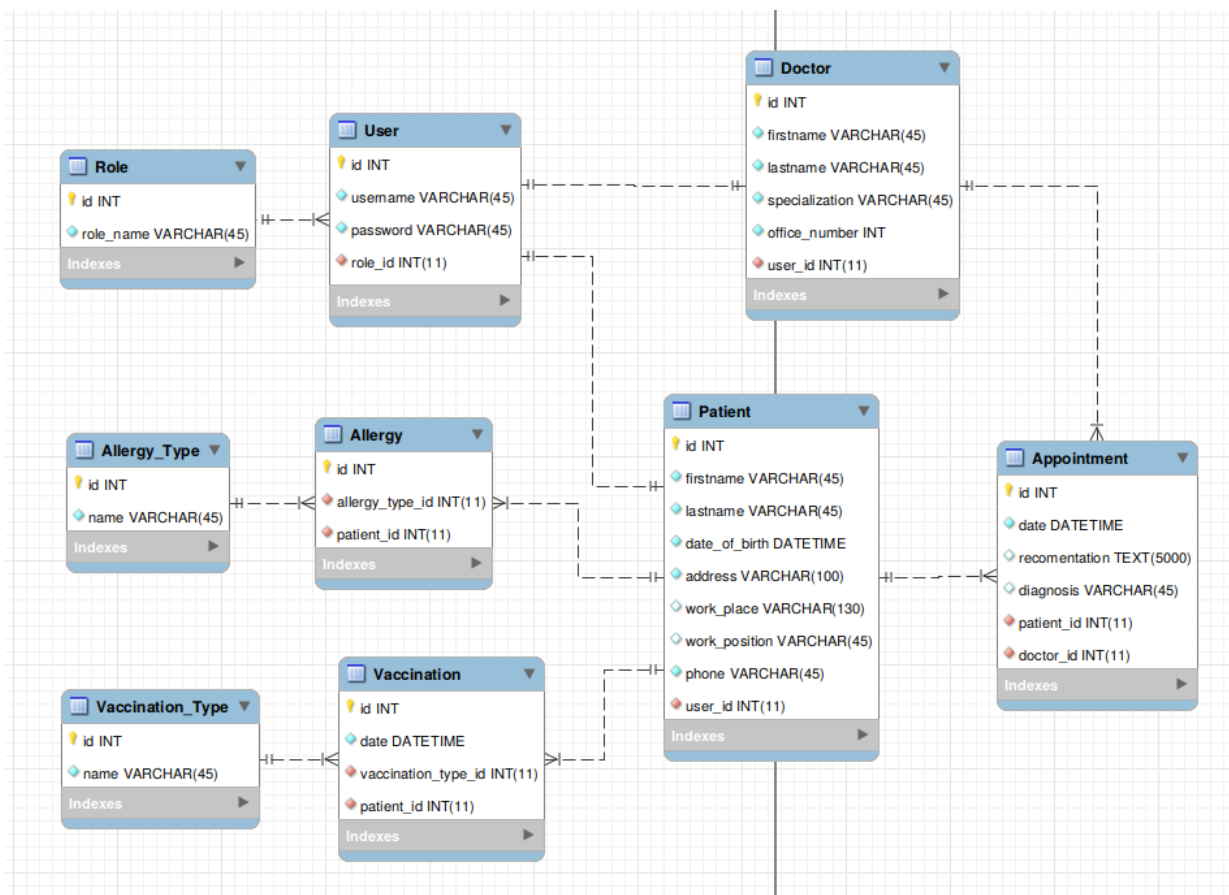 Role
id INT
role_name VARCHAR(45)
Indexes
User
id INT
username VARCHAR(45)
password VARCHAR(45)
role_id INT(11)
Indexes
Doctor
id INT
firstname VARCHAR(45)
lastname VARCHAR(45)
specialization VARCHAR(45)
office_number INT
user_id INT(11)
Indexes
Allergy_Type
id INT
name VARCHAR(45)
Indexes
Allergy
id INT
allergy_type_id INT(11)
patient_id INT(11)
Indexes
Patient
id INT
firstname VARCHAR(45)
lastname VARCHAR(45)
date_of_birth DATETIME
address VARCHAR(100)
work_place VARCHAR(130)
work_position VARCHAR(45)
phone VARCHAR(45)
user_id INT(11)
Indexes
Appointment
id INT
date DATETIME
recomentation TEXT(5000)
diagnosis VARCHAR(45)
patient_id INT(11)
doctor_id INT(11)
Indexes
Vaccination_Type
id INT
name VARCHAR(45)
Indexes
Vaccination
id INT
date DATETIME
vaccination_type_id INT(11)
patient_id INT(11)
Indexes